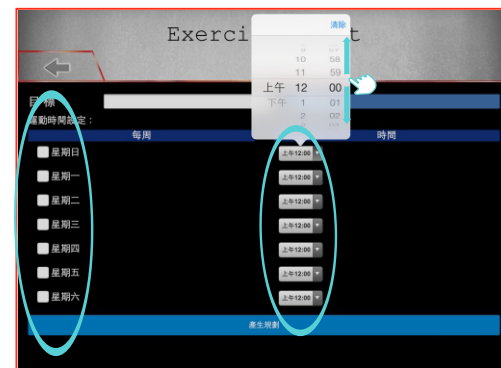 Exerci t
清除
10 58
11 59
上午 12 00
下午 1 01
2 02
目標
運動時間設定：
每周 時間
星期日 上午12:00
星期一 上午12:00
星期二 上午12:00
星期三 上午12:00
星期四 上午12:00
星期五 上午12:00
星期六 上午12:00
產生規劃